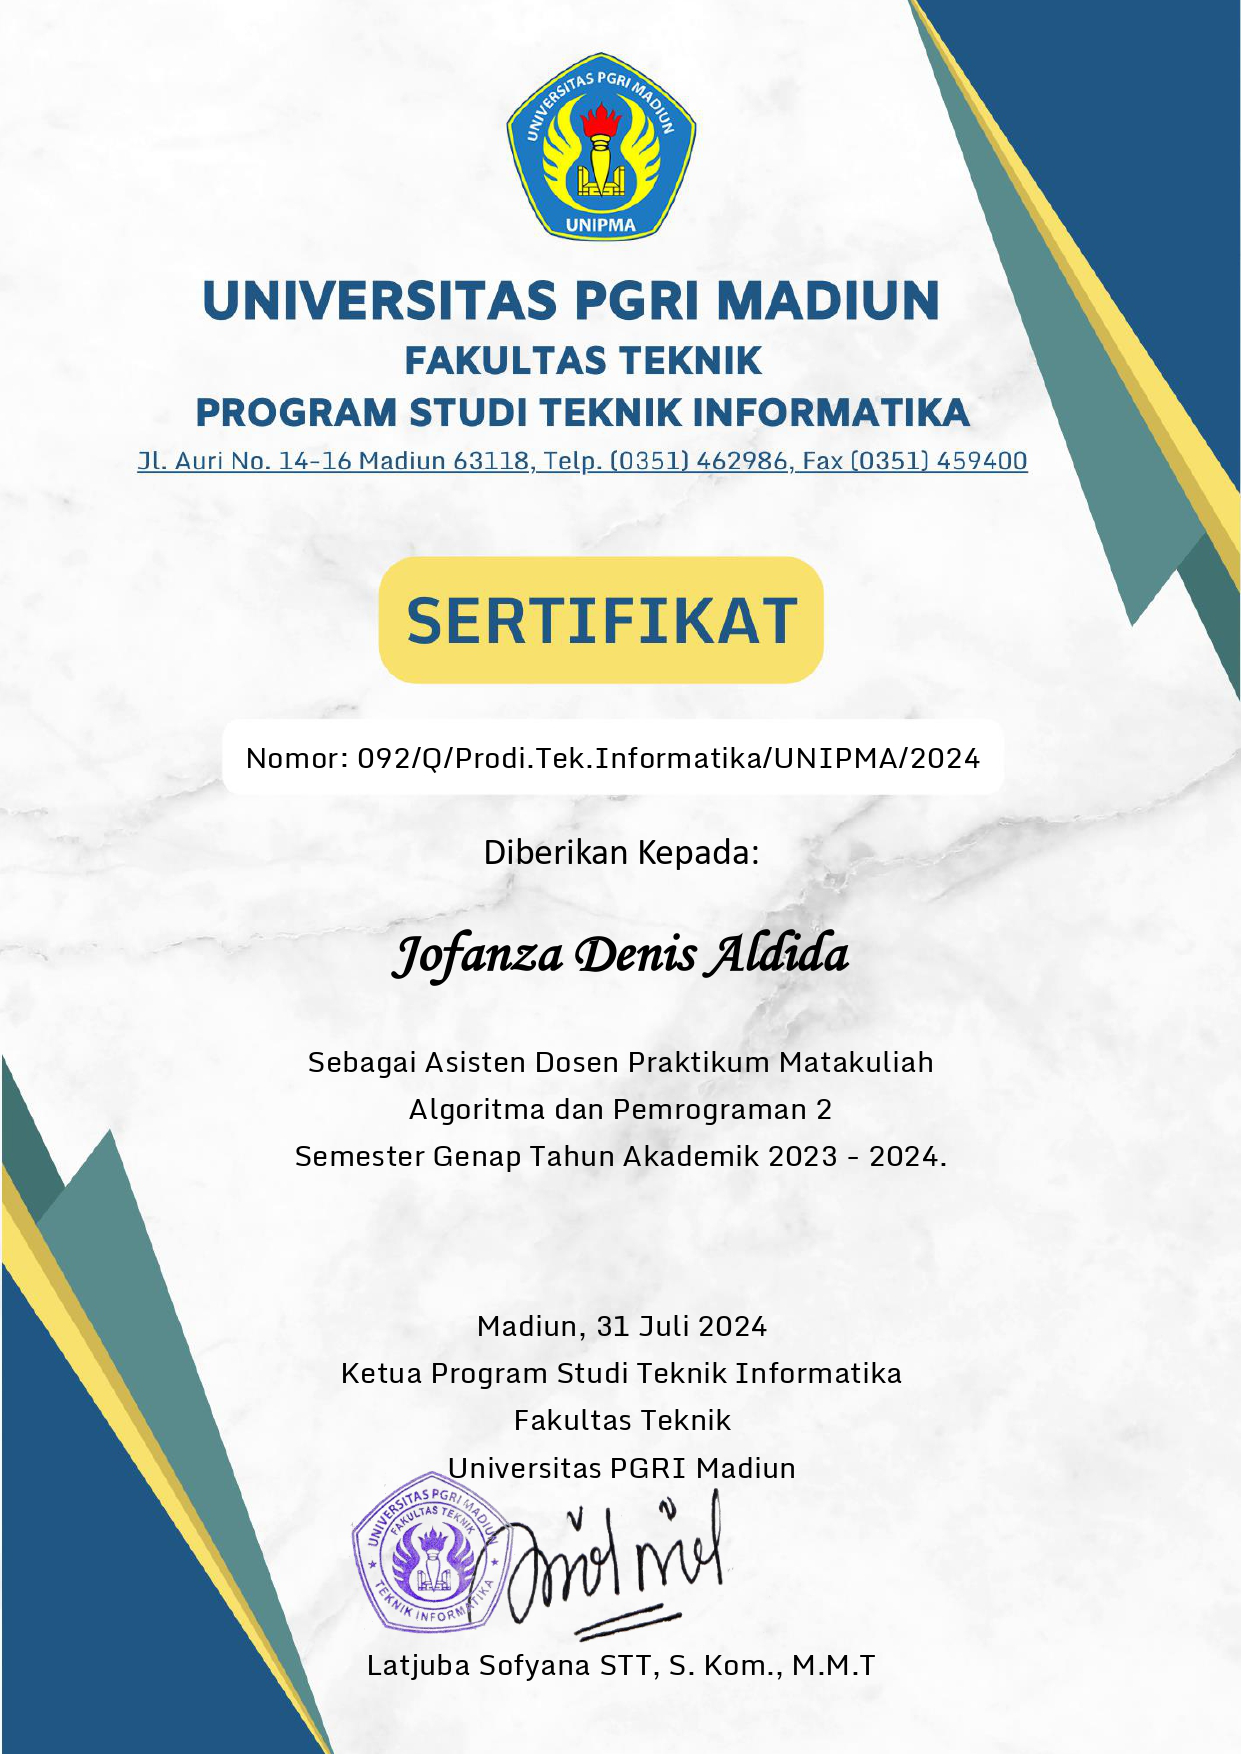 UNIVERSITAS PGRI MADIUN
UNIPMA
UNIVERSITAS PGRI MADIUN
FAKULTAS TEKNIK
PROGRAM STUDI TEKNIK INFORMATIKA
Jl. Auri No. 14-16 Madiun 63118, Telp. (0351) 462986, Fax (0351) 459400
SERTIFIKAT
Nomor: 092/Q/Prodi.Tek.Informatika/UNIPMA/2024
Diberikan Kepada:
Jofanza Denis Aldida
Sebagai Asisten Dosen Praktikum Matakuliah
Algoritma dan Pemrograman 2
Semester Genap Tahun Akademik 2023 - 2024.
Madiun, 31 Juli 2024
Ketua Program Studi Teknik Informatika
Fakultas Teknik
Universitas PGRI Madiun
UNIVERSITAS PGRI MADIUN
FAKULTAS TEKNIK
TEKNIK INFORMATIKA
Latjuba Sofyana STT, S. Kom., M.M.T